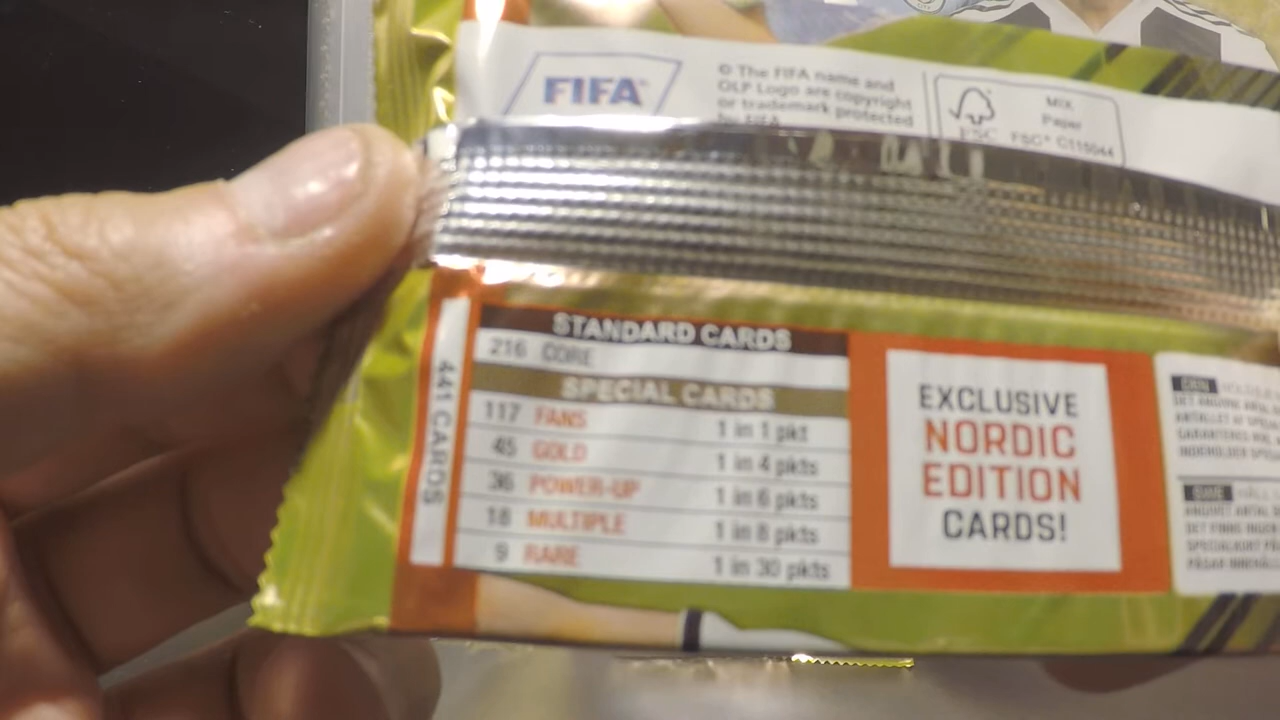 FIFA
© The FIFA name and
OLP Logo are copyright
or trademark protected
by FIFA
FSC
MIX
Paper
FSC® C115044
441 CARDS
STANDARD CARDS
216 CORE
SPECIAL CARDS
117 FANS 1 in 1 pkt
45 GOLD 1 in 4 pkts
36 POWER-UP 1 in 6 pkts
18 MULTIPLE 1 in 8 pkts
9 RARE 1 in 30 pkts
EXCLUSIVE
NORDIC
EDITION
CARDS!